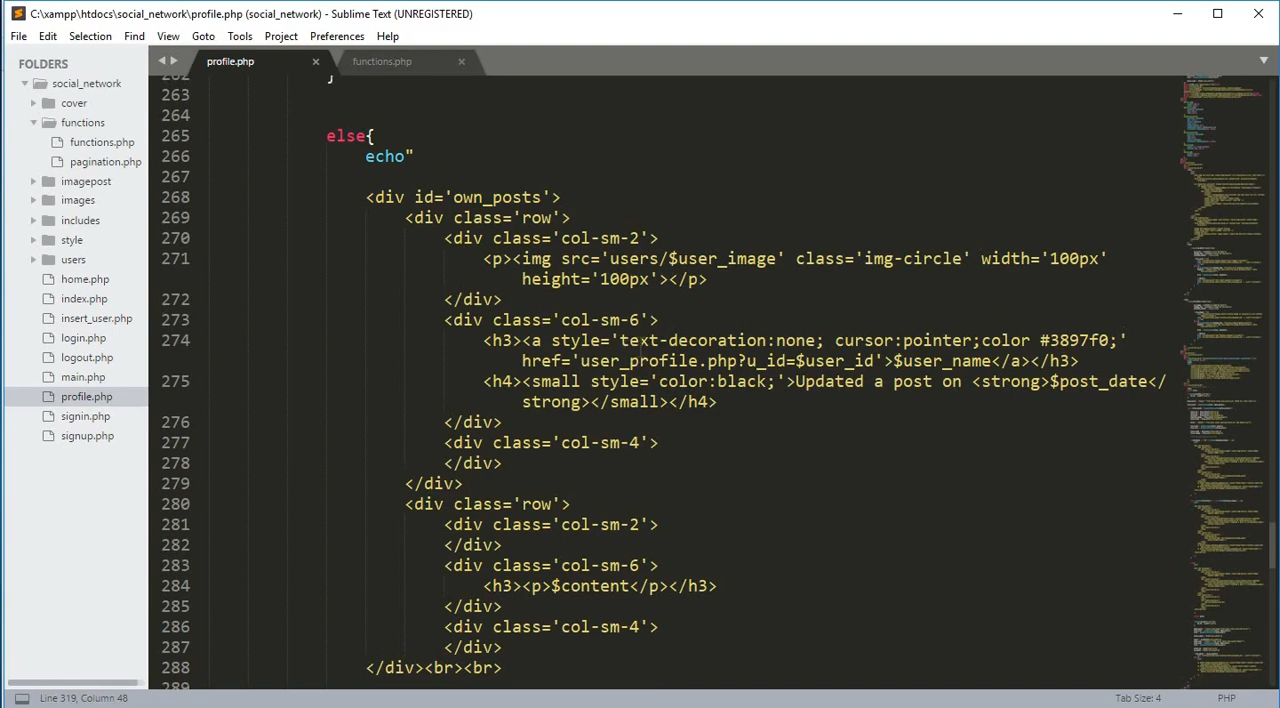 C:\xampp\htdocs\social_network\profile.php (social_network) - Sublime Text (UNREGISTERED)
File Edit Selection Find View Goto Tools Project Preferences Help
FOLDERS
social_network
cover
functions
functions.php
pagination.php
imagepost
images
includes
style
users
home.php
index.php
insert_user.php
login.php
logout.php
main.php
profile.php
signin.php
signup.php
profile.php functions.php
262 }
263
264
265 else{
266 echo"
267
268 <div id='own_posts'>
269 <div class='row'>
270 <div class='col-sm-2'>
271 <p><img src='users/$user_image' class='img-circle' width='100px'
height='100px'></p>
272 </div>
273 <div class='col-sm-6'>
274 <h3><a style='text-decoration:none; cursor:pointer;color #3897f0;'
href='user_profile.php?u_id=$user_id'>$user_name</a></h3>
275 <h4><small style='color:black;'>Updated a post on <strong>$post_date</
strong></small></h4>
276 </div>
277 <div class='col-sm-4'>
278 </div>
279 </div>
280 <div class='row'>
281 <div class='col-sm-2'>
282 </div>
283 <div class='col-sm-6'>
284 <h3><p>$content</p></h3>
285 </div>
286 <div class='col-sm-4'>
287 </div>
288 </div><br><br>
289
Line 319, Column 48 Tab Size: 4 PHP